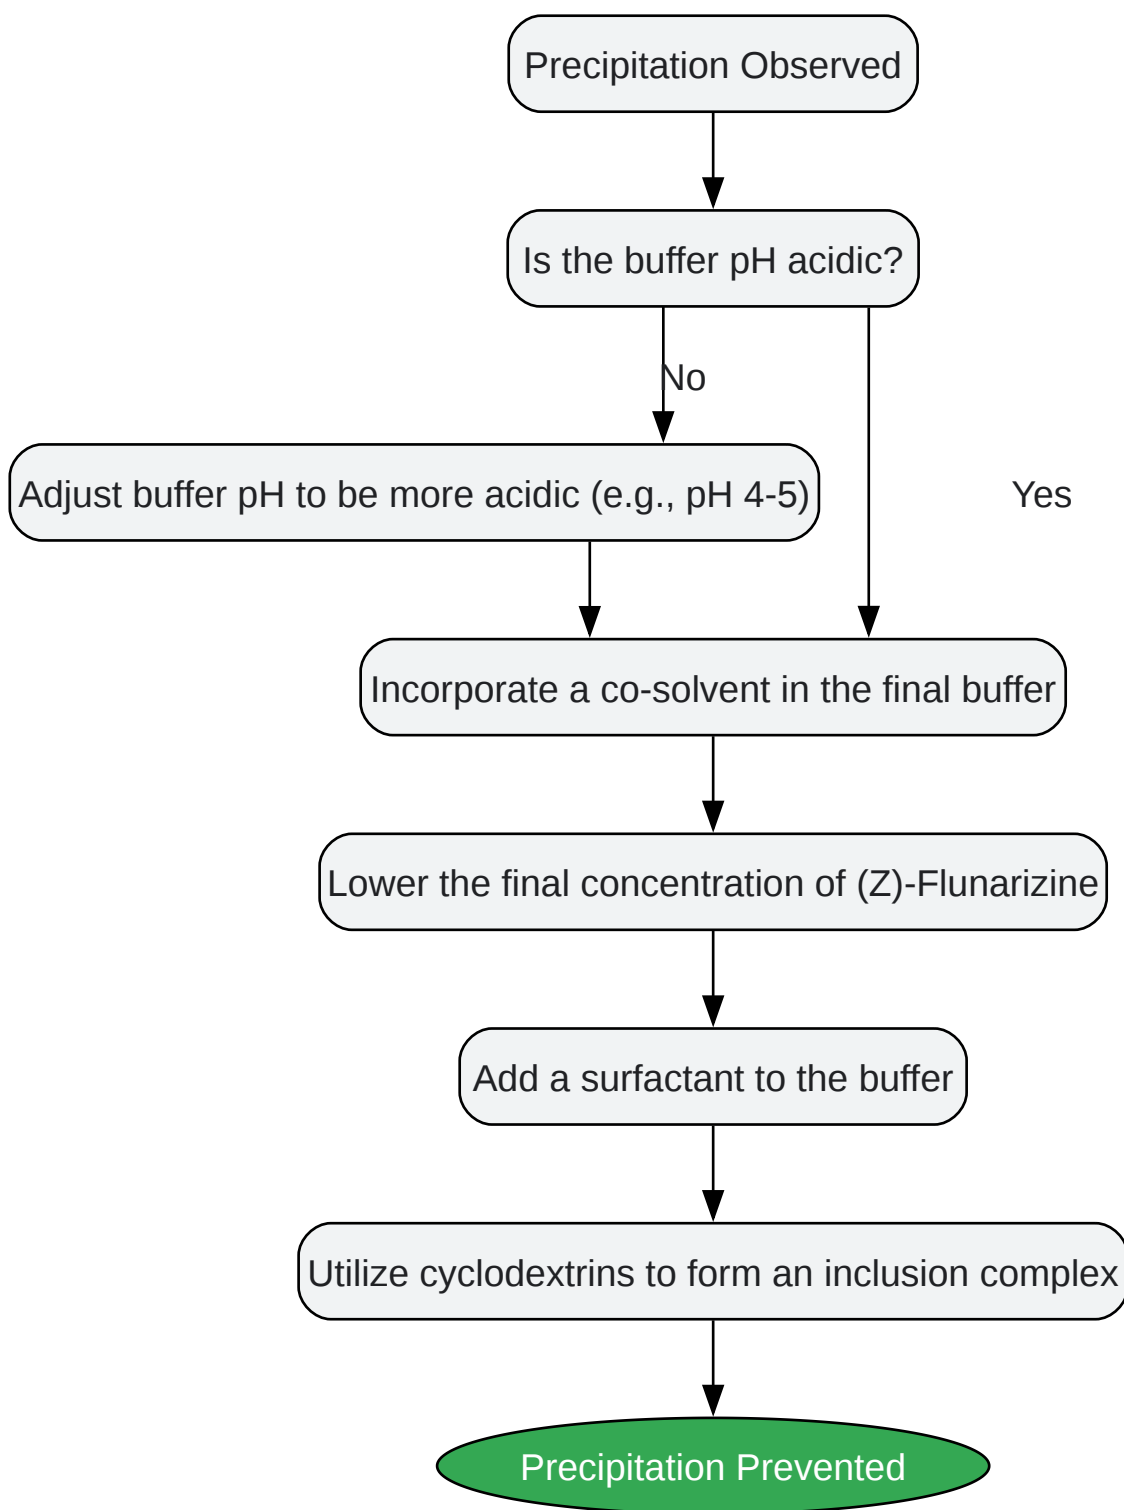 Precipitation Observed
Is the buffer pH acidic?
No
Adjust buffer pH to be more acidic (e.g., pH 4-5)
Yes
Incorporate a co-solvent in the final buffer
Lower the final concentration of (Z)-Flunarizine
Add a surfactant to the buffer
Utilize cyclodextrins to form an inclusion complex
Precipitation Prevented